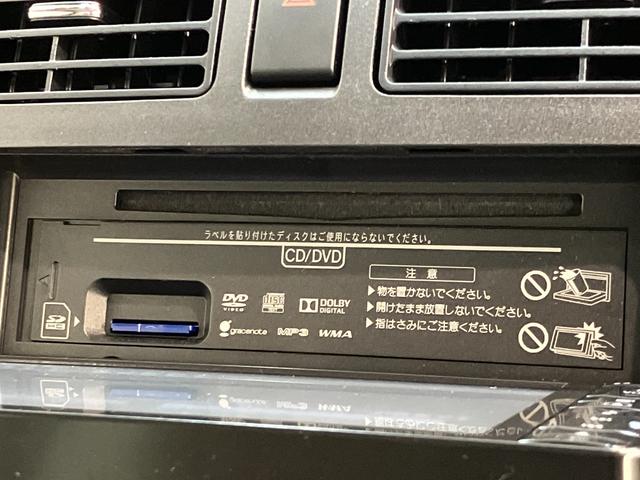 ラベルを貼り付けたディスクはご使用にならないでください。
CD/DVD
注 意
▶物を置かないでください。
▶開けたまま放置しないでください。
▶指はさみにご注意ください。
DVD
VIDEO
DISC
DOLBY
DIGITAL
gracenote
MP3
WMA
SD